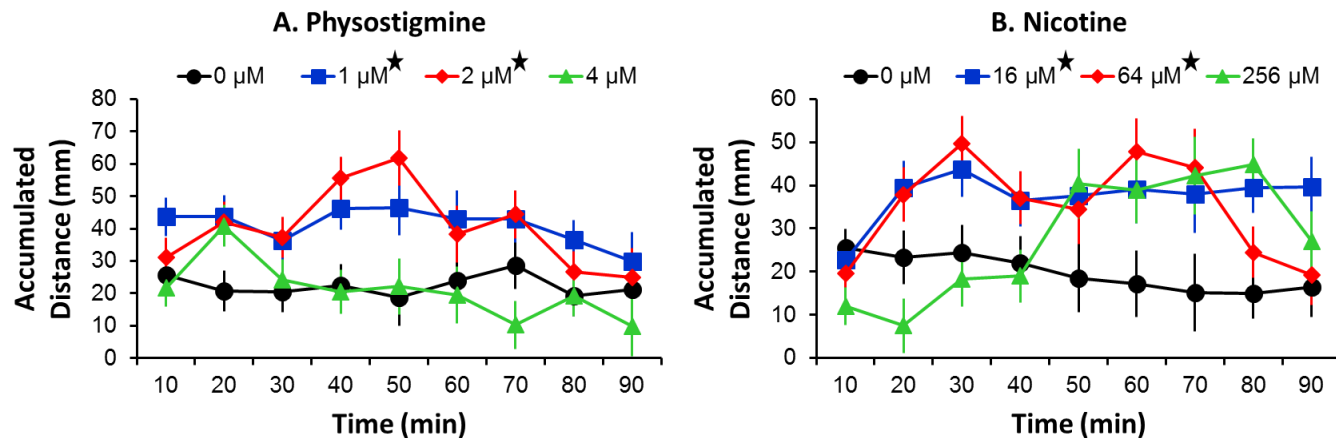 A. Physostigmine
0 µM 1 µM★ 2 µM★ 4 µM
80
70
60
50
40
30
20
10
0
Accumulated
Distance (mm)
10 20 30 40 50 60 70 80 90
Time (min)
B. Nicotine
0 µM 16 µM★ 64 µM★ 256 µM
60
50
40
30
20
10
0
Accumulated
Distance (mm)
10 20 30 40 50 60 70 80 90
Time (min)